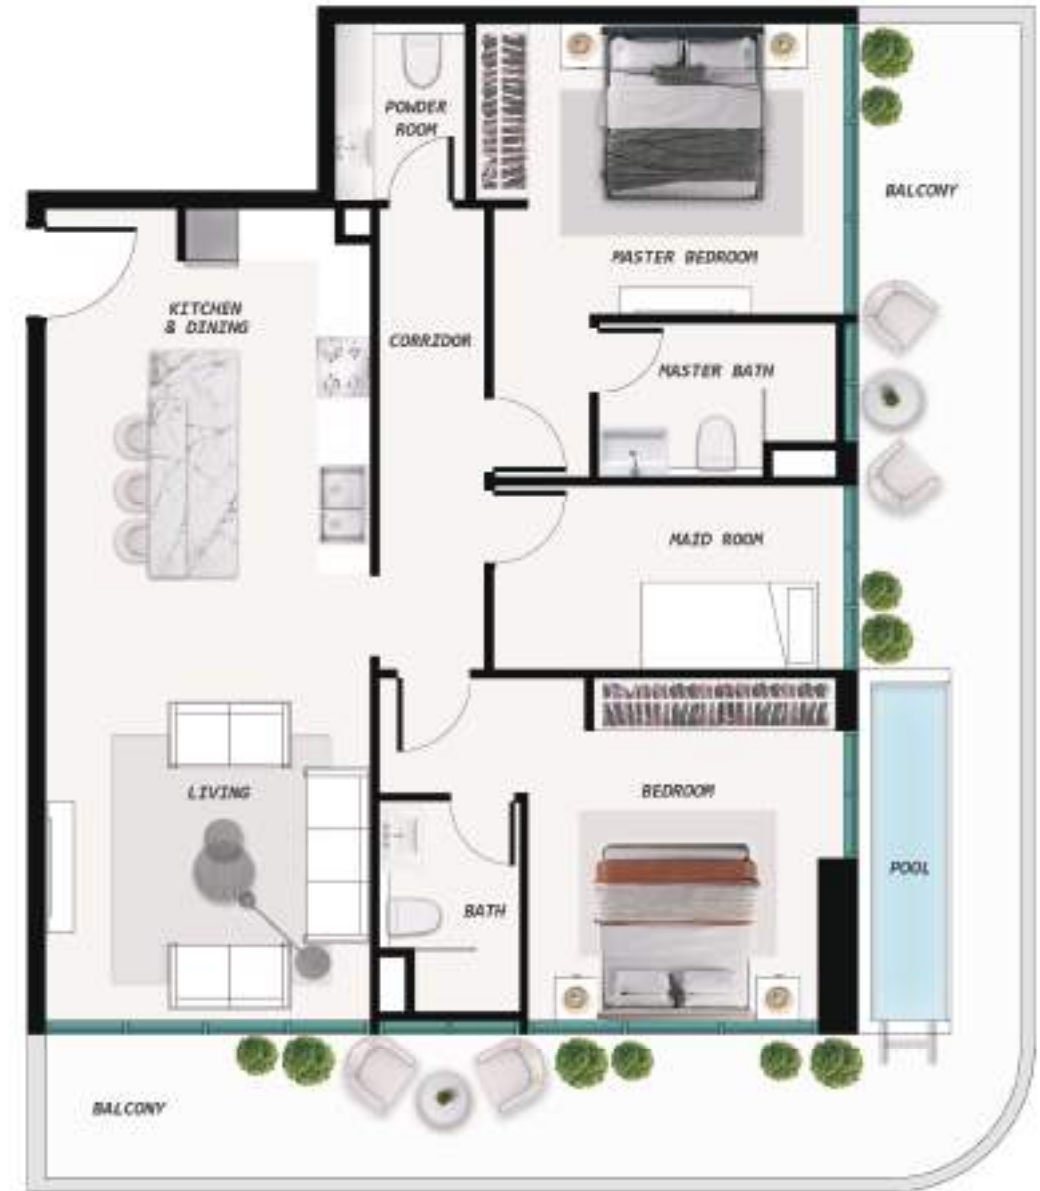 POWDER
ROOM
BALCONY
MASTER BEDROOM
KITCHEN
& DINING
CORRIDOR
MASTER BATH
MAID ROOM
LIVING
BEDROOM
POOL
BATH
BALCONY